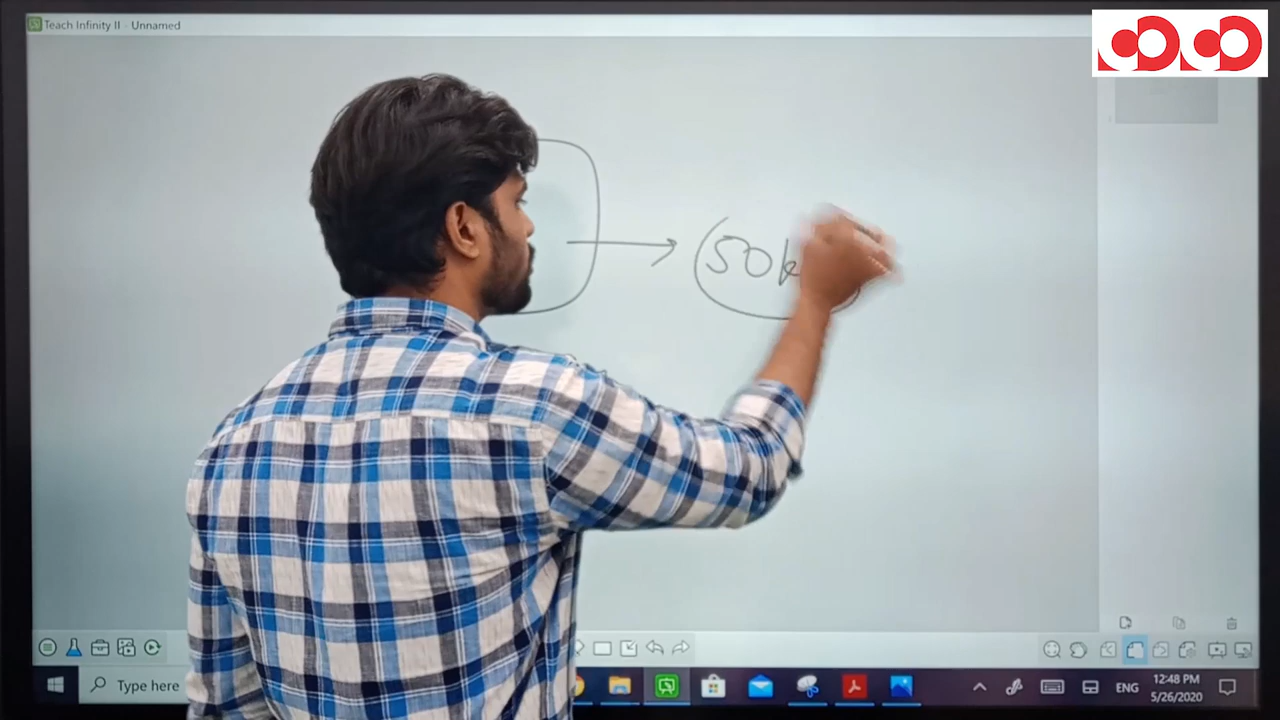 Teach Infinity II - Unnamed
50k
Type here
ENG
12:48 PM
5/26/2020